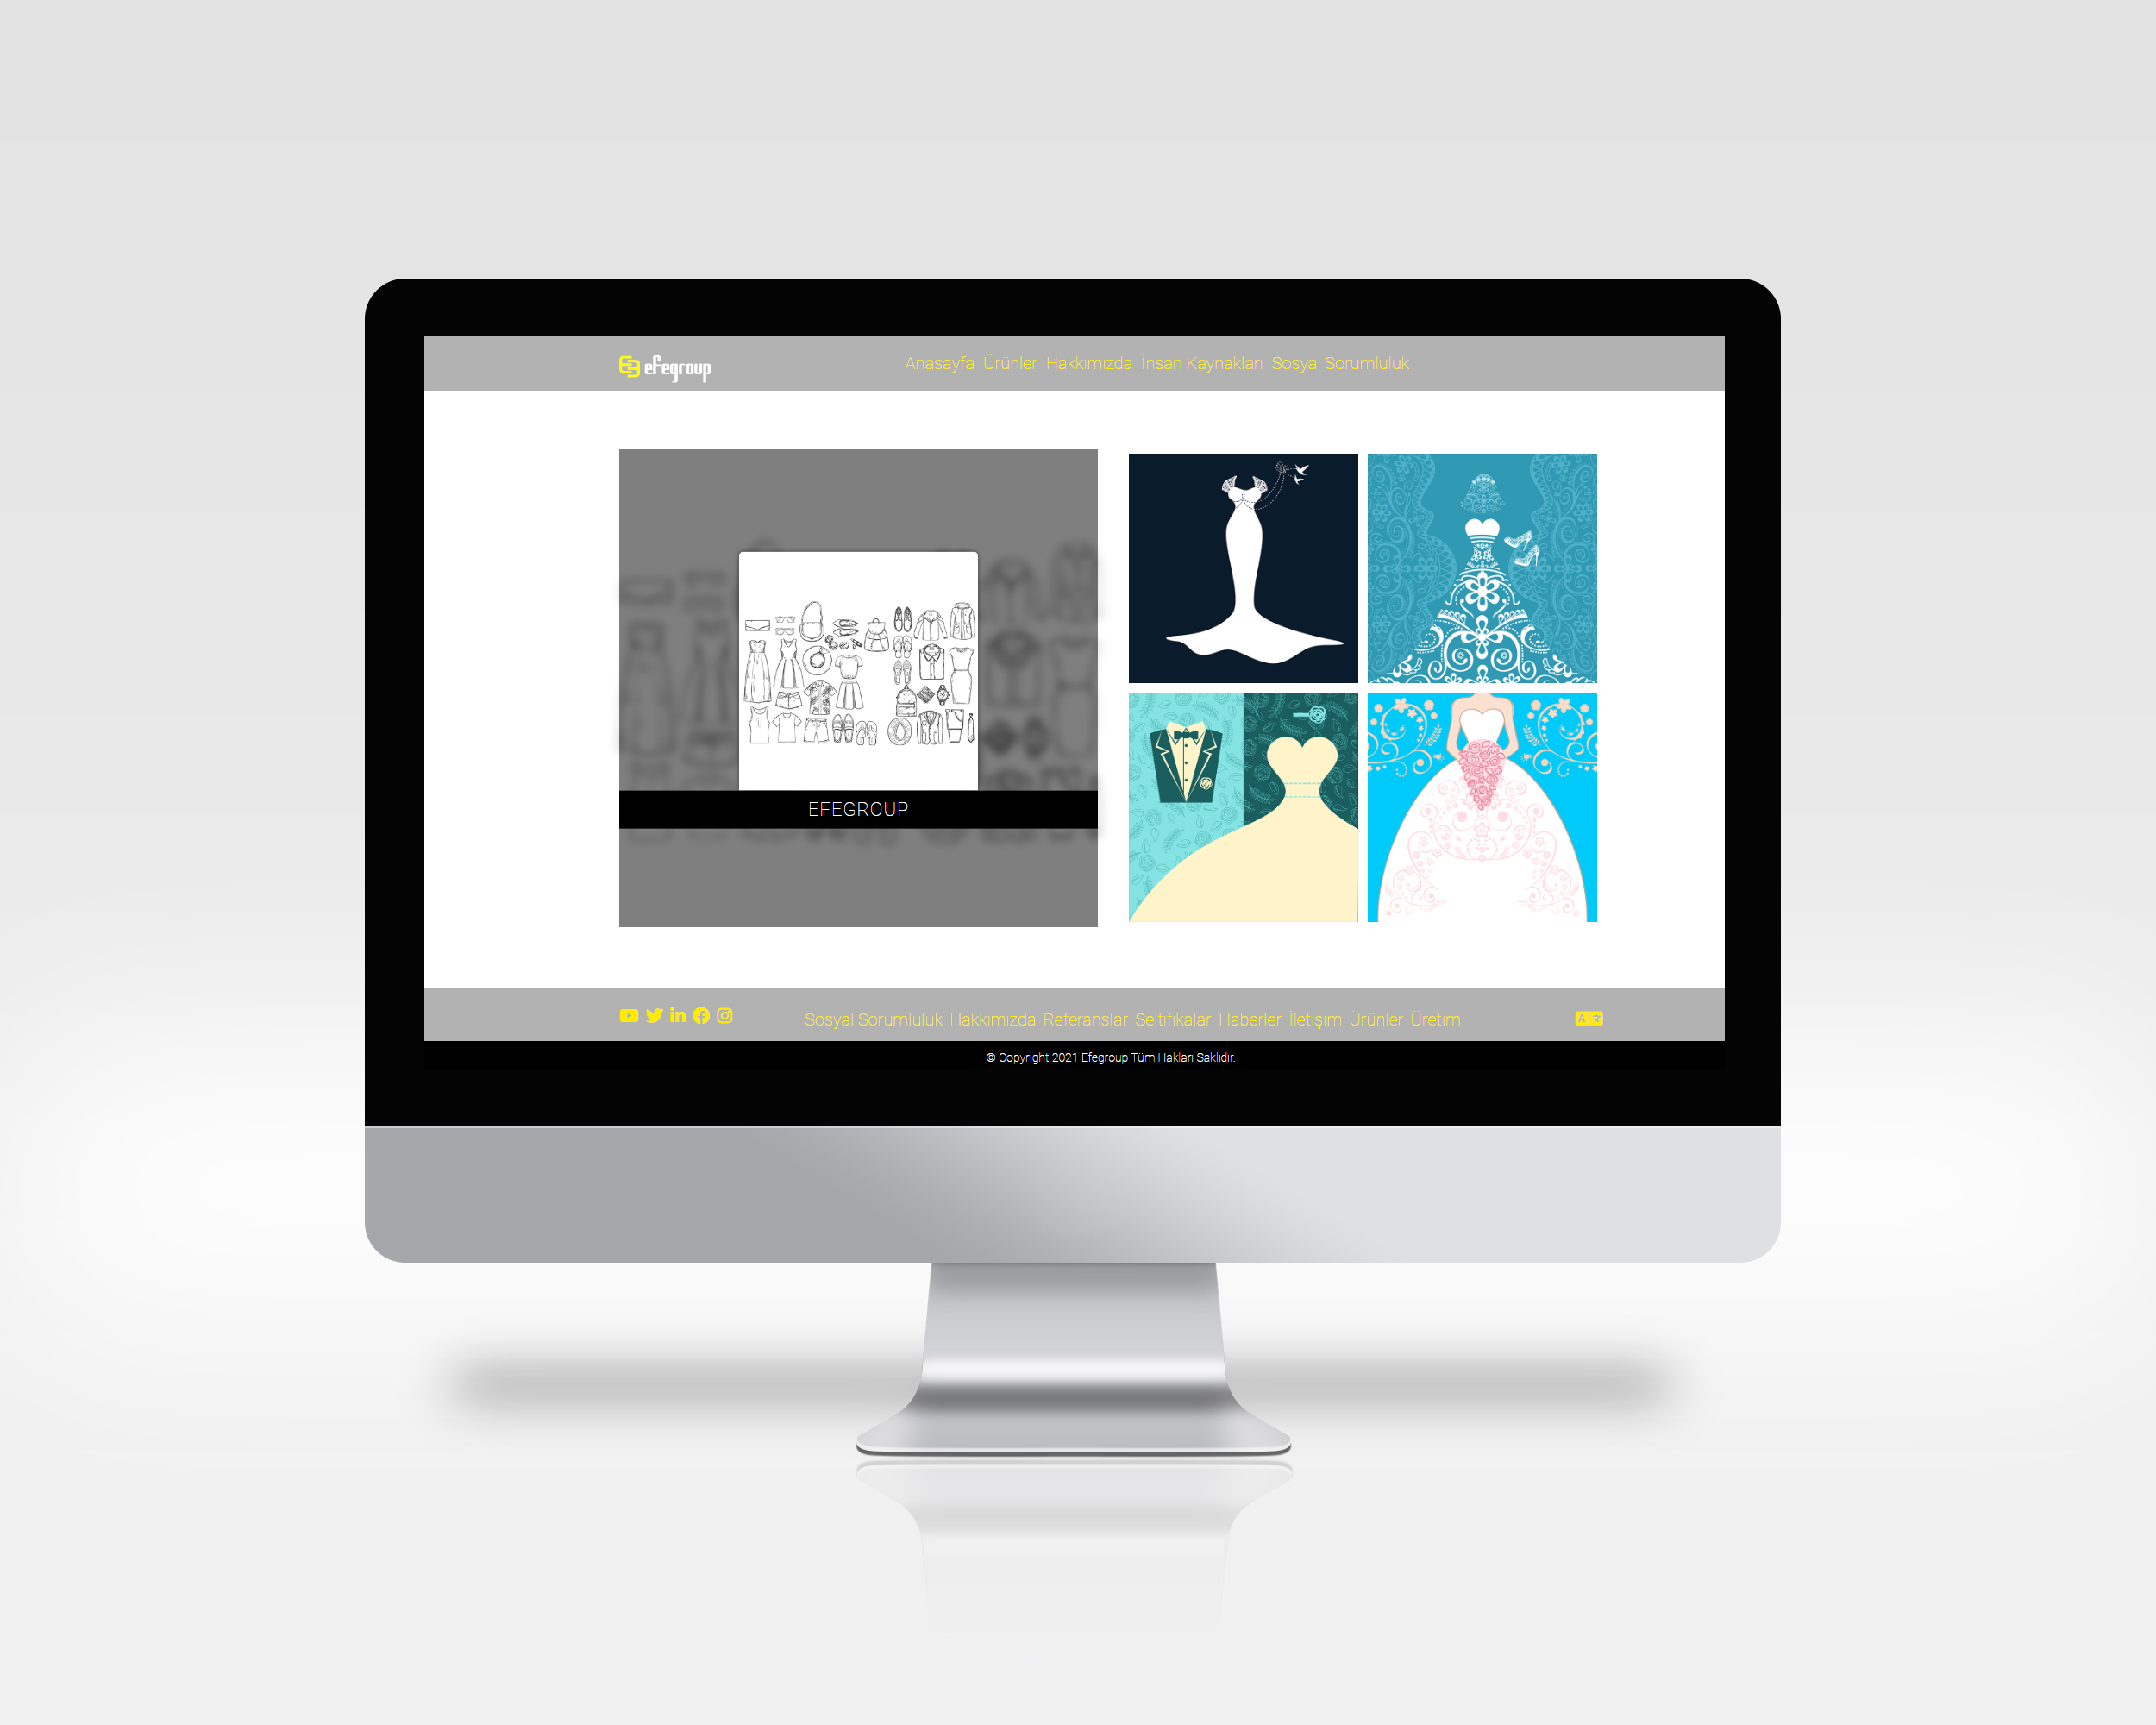 efegroup
Anasayfa Ürünler Hakkımızda İnsan Kaynakları Sosyal Sorumluluk
EFEGROUP
Sosyal Sorumluluk Hakkımızda Referanslar Seltifikalar Haberler İletişim Ürünler Üretim
© Copyright 2021 Efegroup Tüm Hakları Saklıdır.